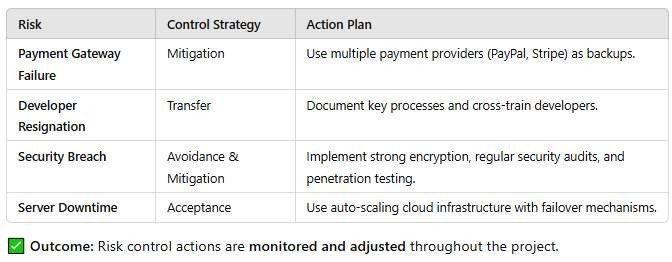 Risk Control Strategy Action Plan
Payment Gateway Mitigation Use multiple payment providers (PayPal, Stripe) as backups.
Failure
Developer Transfer Document key processes and cross-train developers.
Resignation
Security Breach Avoidance & Implement strong encryption, regular security audits, and
Mitigation penetration testing.
Server Downtime Acceptance Use auto-scaling cloud infrastructure with failover mechanisms.
✅ Outcome: Risk control actions are monitored and adjusted throughout the project.